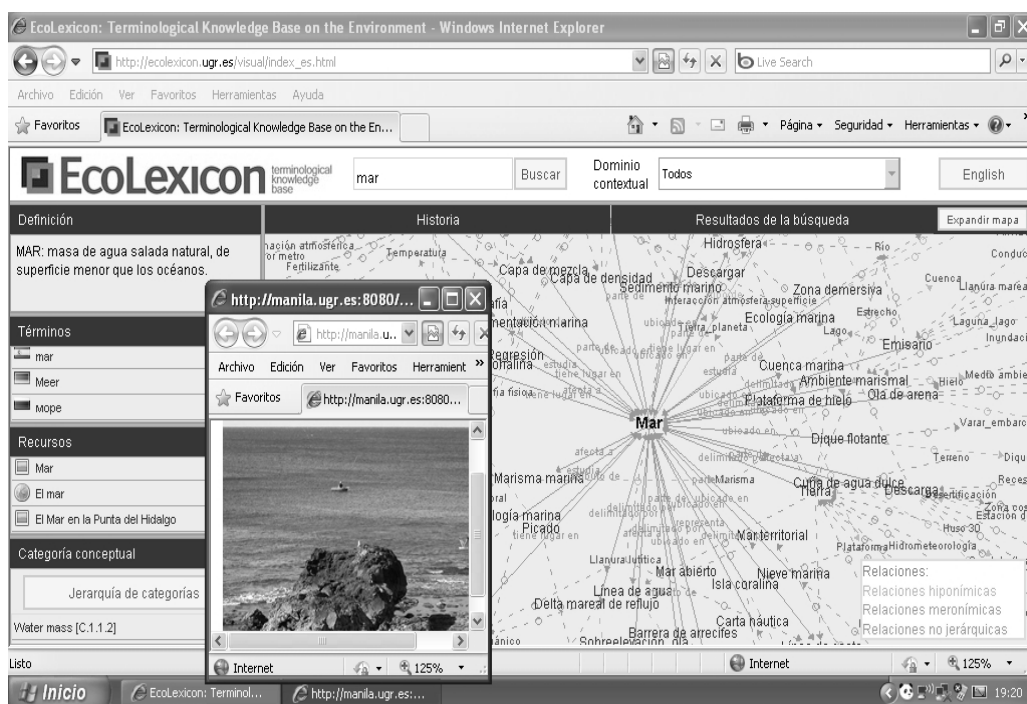 EcoLexicon: Terminological Knowledge Base on the Environment - Windows Internet Explorer
http://ecolexicon.ugr.es/visual/index_es.html
Live Search
Archivo Edición Ver Favoritos Herramientas Ayuda
Favoritos
EcoLexicon: Terminological Knowledge Base on the En...
Página
Seguridad
Herramientas
EcoLexicon
terminological
knowledge
base
mar
Buscar
Dominio
contextual
Todos
English
Definición
Historia
Resultados de la búsqueda
Expandir mapa
MAR: masa de agua salada natural, de
superficie menor que los océanos.
Términos
mar
Meer
море
Recursos
Mar
El mar
El Mar en la Punta del Hidalgo
Categoría conceptual
Jerarquía de categorías
Water mass [C.1.1.2]
http://manila.ugr.es:8080/...
http://manila.u..
Archivo Edición Ver Favoritos Herramient »
Favoritos
http://manila.ugr.es:8080...
Internet
125%
Temperatura
Fertilizante
Capa de mezcla
Capa de densidad
Hidrosfera
Río
Descargar
Sedimento marino
Interacción atmósfera-superficie
Zona demersiva
Cuenca
Tierra_planeta
Ecología marina
Estrecho
Lago
Laguna_lago
Emisario
Cuenca marina
Ambiente marismal
Hielo
Medio ambie
Plataforma de hielo
Ola de arena
Mar
Varar_embarc
Dique flotante
Terreno
Marisma marina
Marisma
Cuña de agua dulce
Tierra
Descarga
Desertificación
Picado
Mar territorial
Huso 30
Plataforma
Hidrometeorología
Llanura lutítica
Mar abierto
Isla coralina
Nieve marina
Línea de agua
Delta mareal de reflujo
Carta náutica
Barrera de arrecifes
Sobreelevación_ola
Relaciones:
Relaciones hiponímicas
Relaciones meronímicas
Relaciones no jerárquicas
Listo
Internet
125%
Inicio
EcoLexicon: Terminol...
http://manila.ugr.es:...
19:20